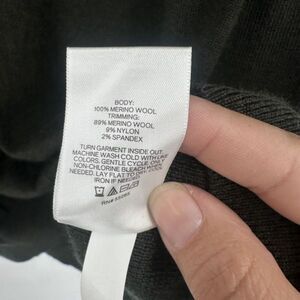 BODY:
100% MERINO WOOL
TRIMMING:
89% MERINO WOOL
9% NYLON
2% SPANDEX
TURN GARMENT INSIDE OUT.
MACHINE WASH COLD WITH LIKE
COLORS. GENTLE CYCLE. ONLY
NON-CHLORINE BLEACH WHEN
NEEDED. LAY FLAT TO DRY. COOL
IRON IF NEEDED.